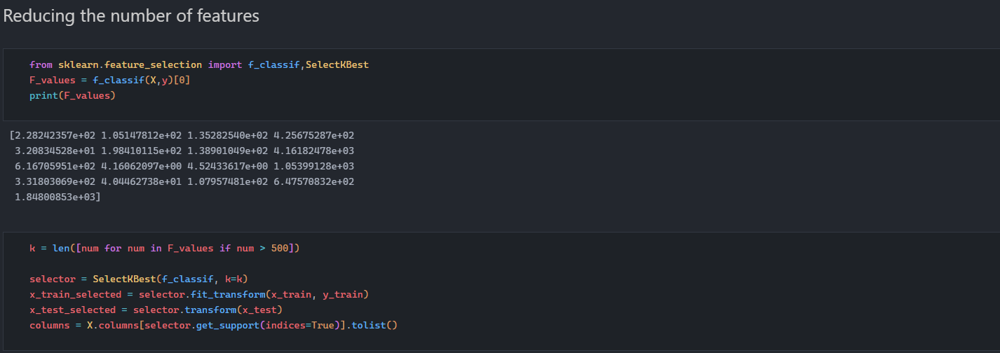 Reducing the number of features
from sklearn.feature_selection import f_classif,SelectKBest
F_values = f_classif(X,y)[0]
print(F_values)
[2.28242357e+02 1.05147812e+02 1.35282540e+02 4.25675287e+02
3.20834528e+01 1.98410115e+02 1.38901049e+02 4.16182478e+03
6.16705951e+02 4.16062097e+00 4.52433617e+00 1.05399128e+03
3.31803069e+02 4.04462738e+01 1.07957481e+02 6.47570832e+02
1.84800853e+03]
k = len([num for num in F_values if num > 500])
selector = SelectKBest(f_classif, k=k)
x_train_selected = selector.fit_transform(x_train, y_train)
x_test_selected = selector.transform(x_test)
columns = X.columns[selector.get_support(indices=True)].tolist()